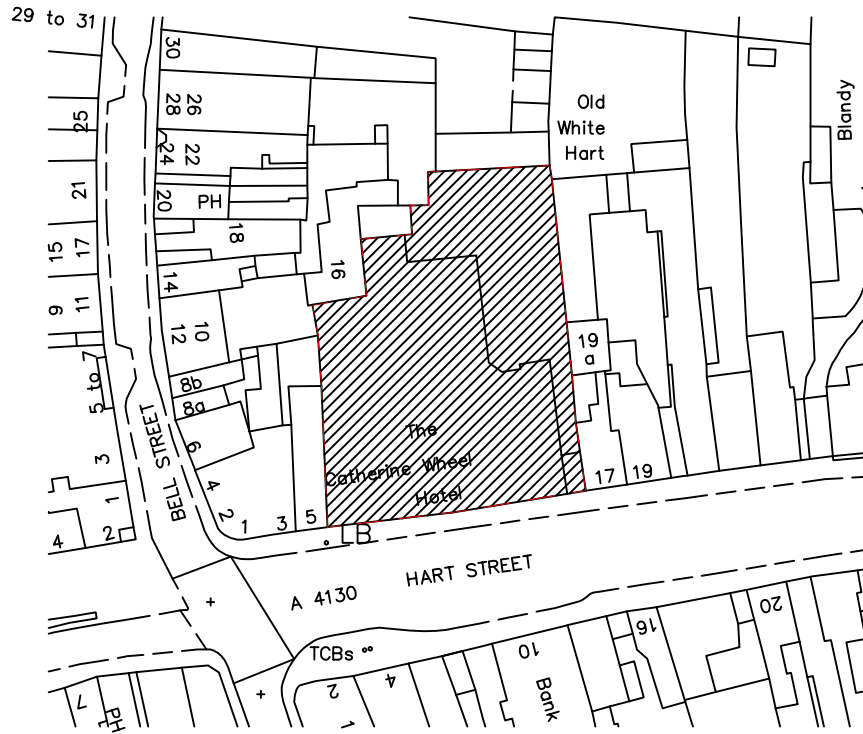 29 to 31
30
28
26
25
24
22
21
20
PH
18
17
15
16
14
11
9
12
10
5 to 7
8b
8a
6
BELL STREET
3
4
2
1
1
2
4
3
5
LB
Old
White
Hart
Blandy
19
a
The
Catherine Wheel
Hotel
17
19
HART STREET
A 4130
TCBs
2
4
1
10
Bank
16
20
7
PH